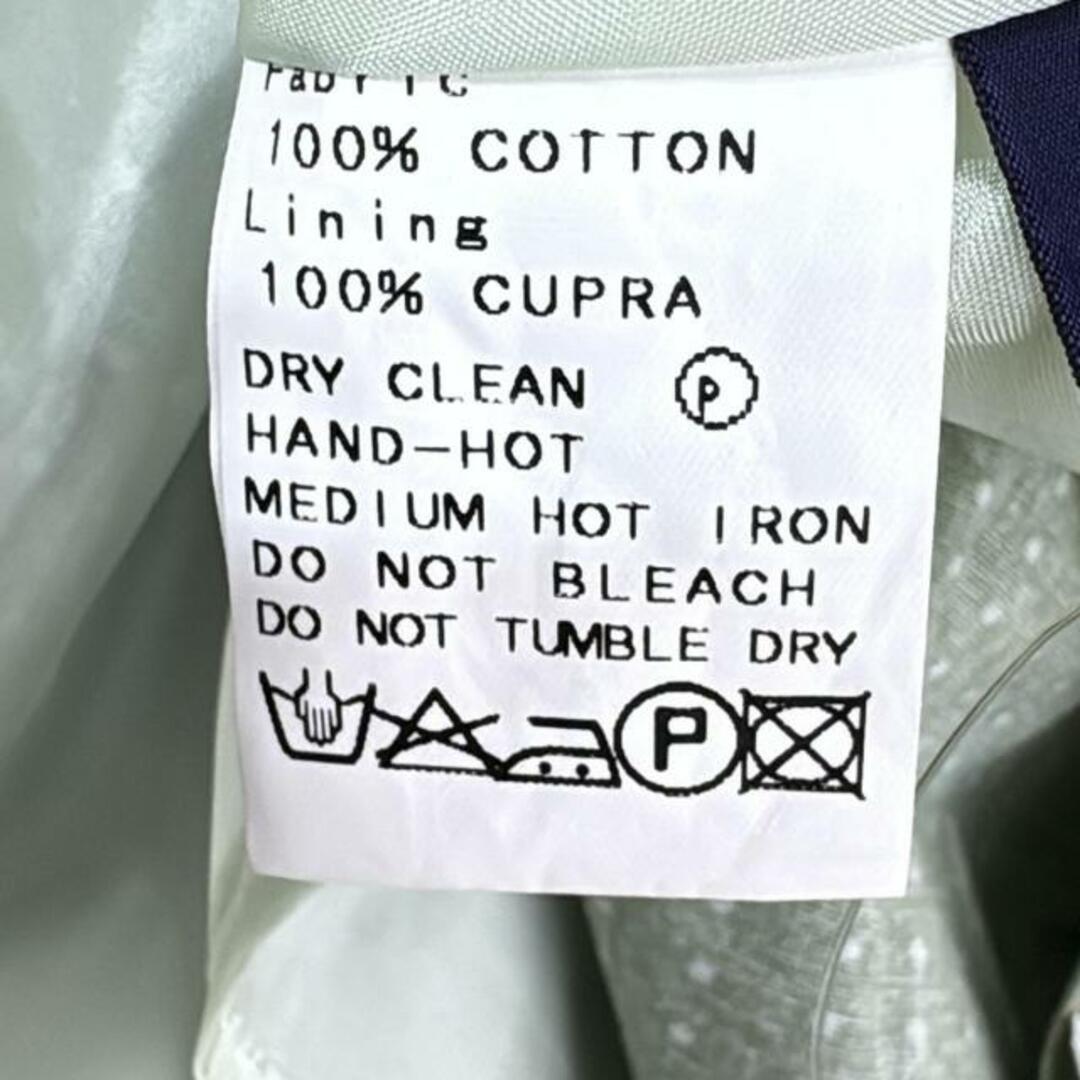 Fabric
100% COTTON
Lining
100% CUPRA
DRY CLEAN P
HAND-HOT
MEDIUM HOT IRON
DO NOT BLEACH
DO NOT TUMBLE DRY
P